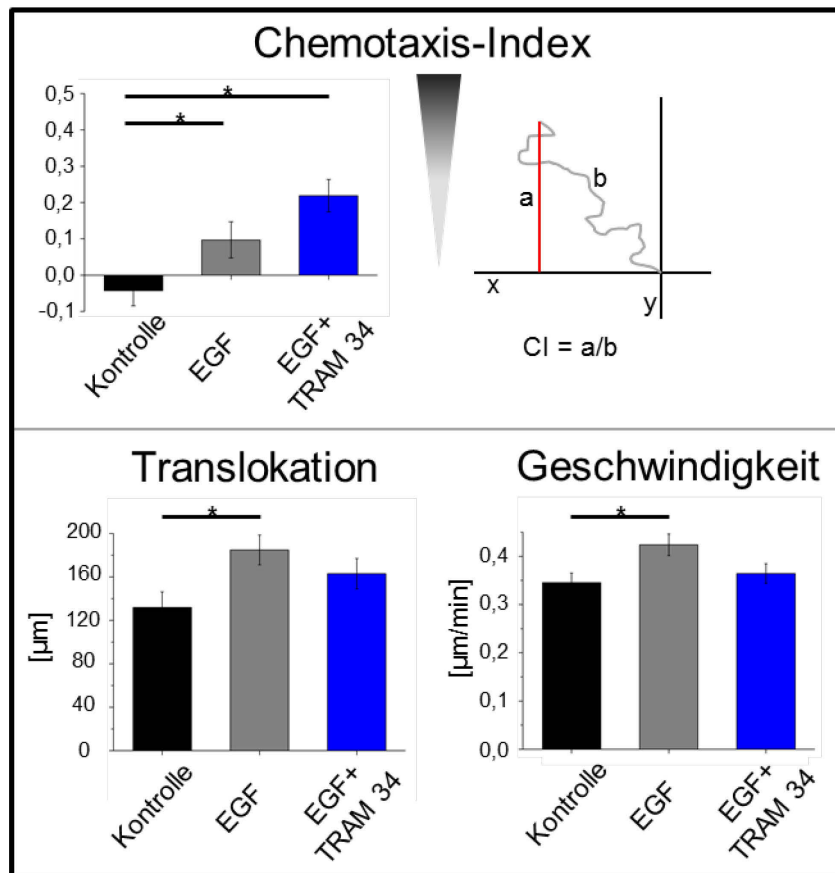 Chemotaxis-Index
0,5
0,4
0,3
0,2
0,1
0,0
-0,1
*
*
Kontrolle
EGF
EGF+
TRAM 34
a
b
x
y
CI = a/b
Translokation
[µm]
200
160
120
80
40
0
*
Kontrolle
EGF
EGF+
TRAM 34
Geschwindigkeit
[µm/min]
0,4
0,3
0,2
0,1
0,0
*
Kontrolle
EGF
EGF+
TRAM 34